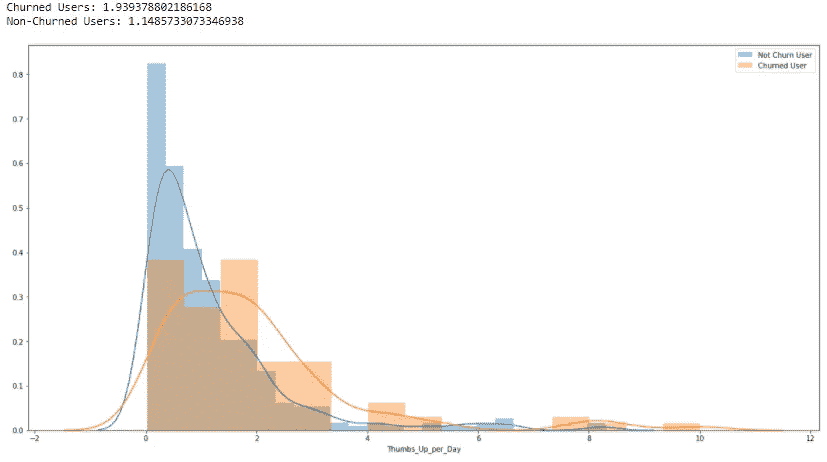 Churned Users: 1.939378802186168
Non-Churned Users: 1.1485733073346938
Not Churn User
Churned User
0.8
0.7
0.6
0.5
0.4
0.3
0.2
0.1
0.0
−2 0 2 4 6 8 10 12
Thumbs_Up_per_Day